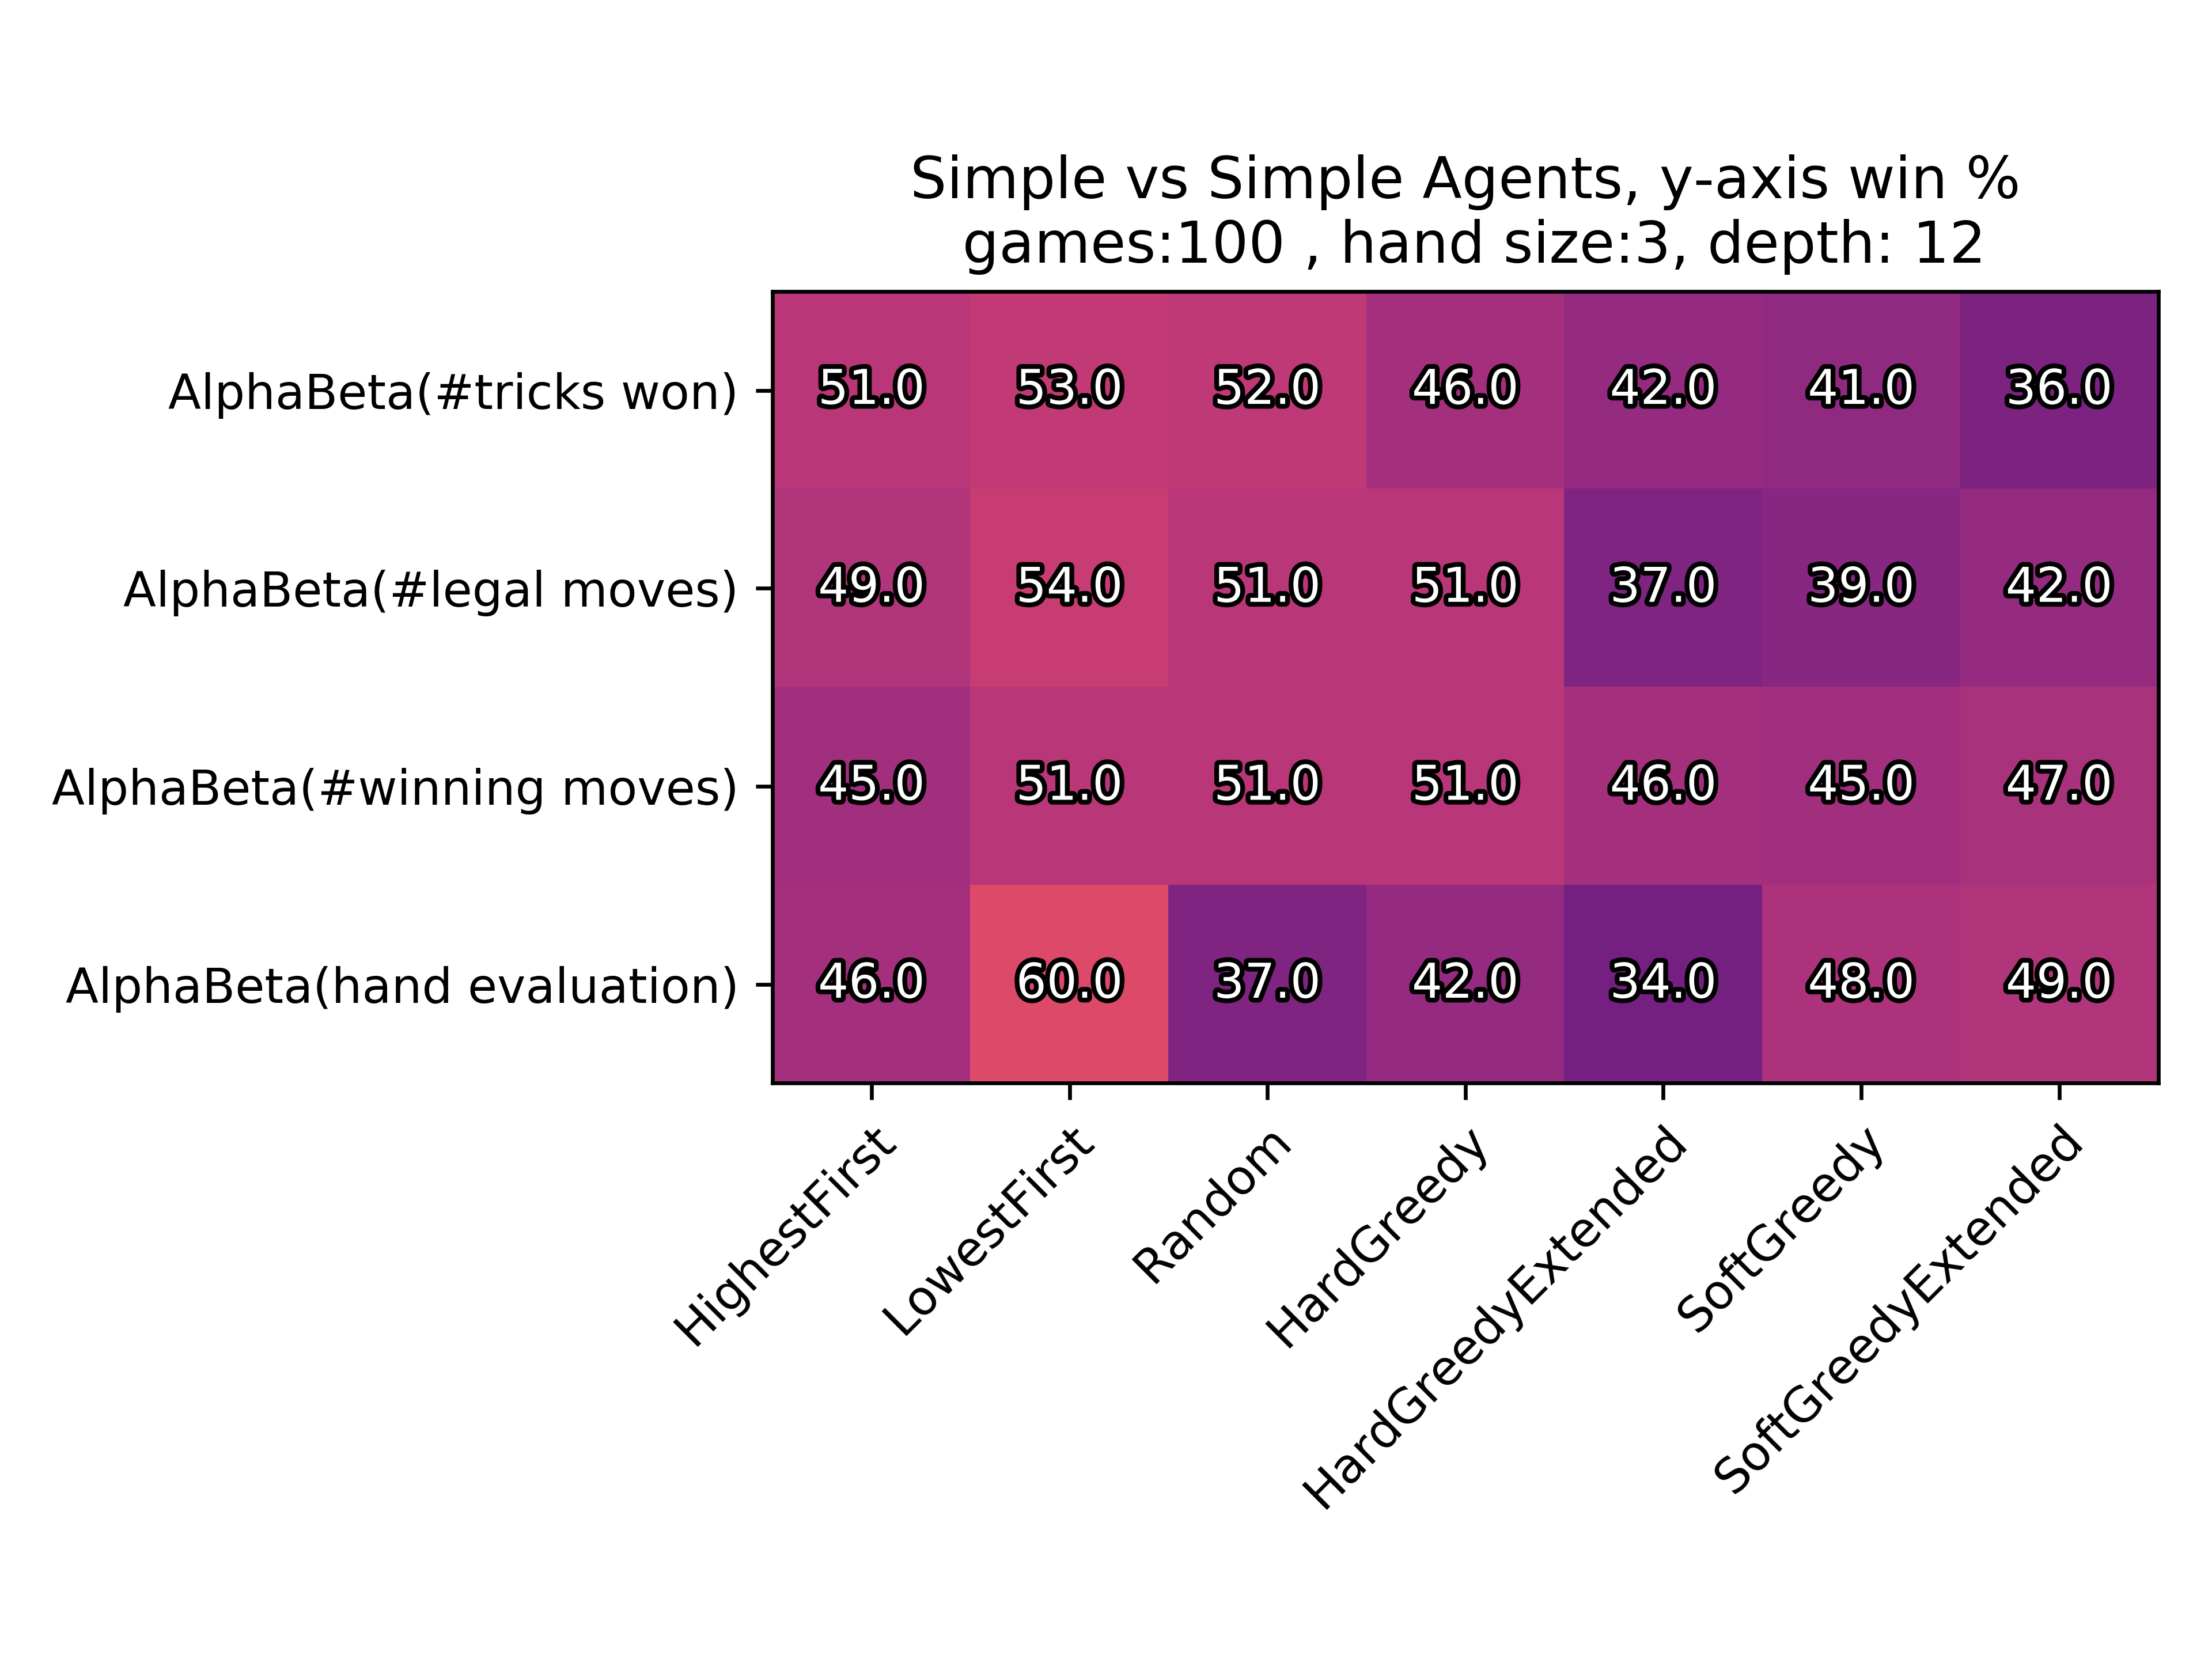 Simple vs Simple Agents, y-axis win %
games:100 , hand size:3, depth: 12
AlphaBeta(#tricks won) 51.0 53.0 52.0 46.0 42.0 41.0 36.0
AlphaBeta(#legal moves) 49.0 54.0 51.0 51.0 37.0 39.0 42.0
AlphaBeta(#winning moves) 45.0 51.0 51.0 51.0 46.0 45.0 47.0
AlphaBeta(hand evaluation) 46.0 60.0 37.0 42.0 34.0 48.0 49.0
HighestFirst
LowestFirst
Random
HardGreedy
HardGreedyExtended
SoftGreedy
SoftGreedyExtended